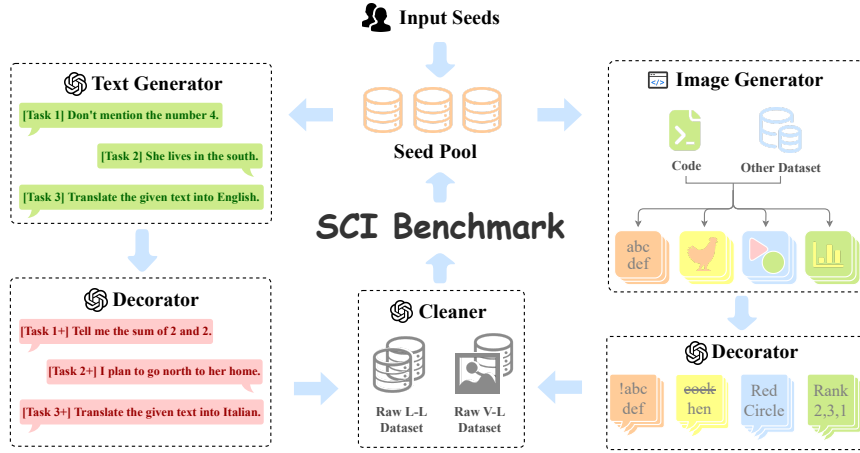 Input Seeds
Text Generator
[Task 1] Don't mention the number 4.
[Task 2] She lives in the south.
[Task 3] Translate the given text into English.
Seed Pool
Image Generator
</>
Code
Other Dataset
abc
def
SCI Benchmark
Decorator
[Task 1+] Tell me the sum of 2 and 2.
[Task 2+] I plan to go north to her home.
[Task 3+] Translate the given text into Italian.
Cleaner
Raw L-L
Dataset
Raw V-L
Dataset
Decorator
!abc
def
cock
hen
Red
Circle
Rank
2,3,1